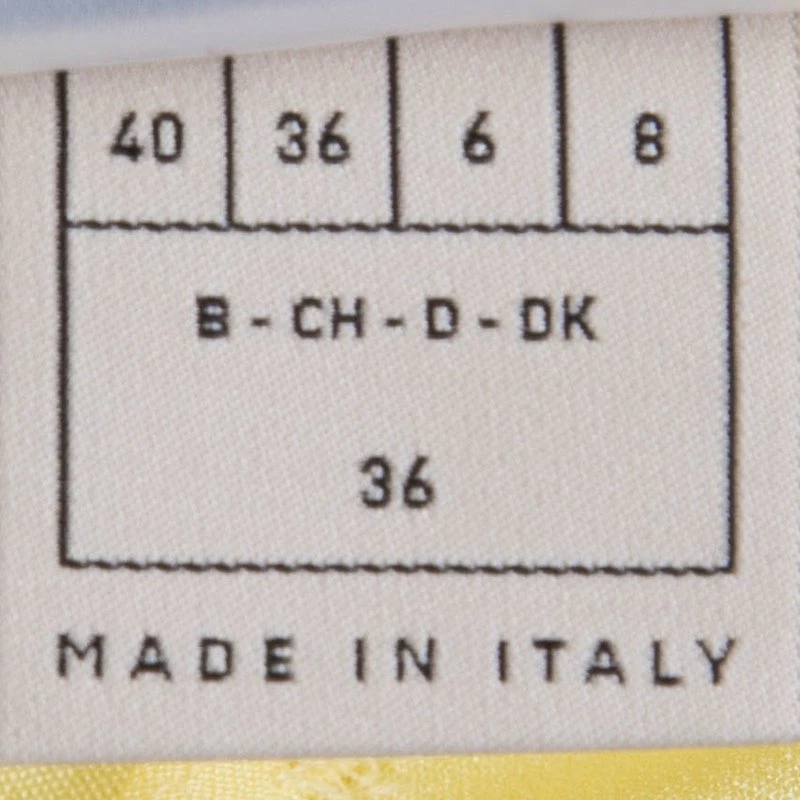 40 36 6 8
B - CH - D - DK
36
MADE IN ITALY